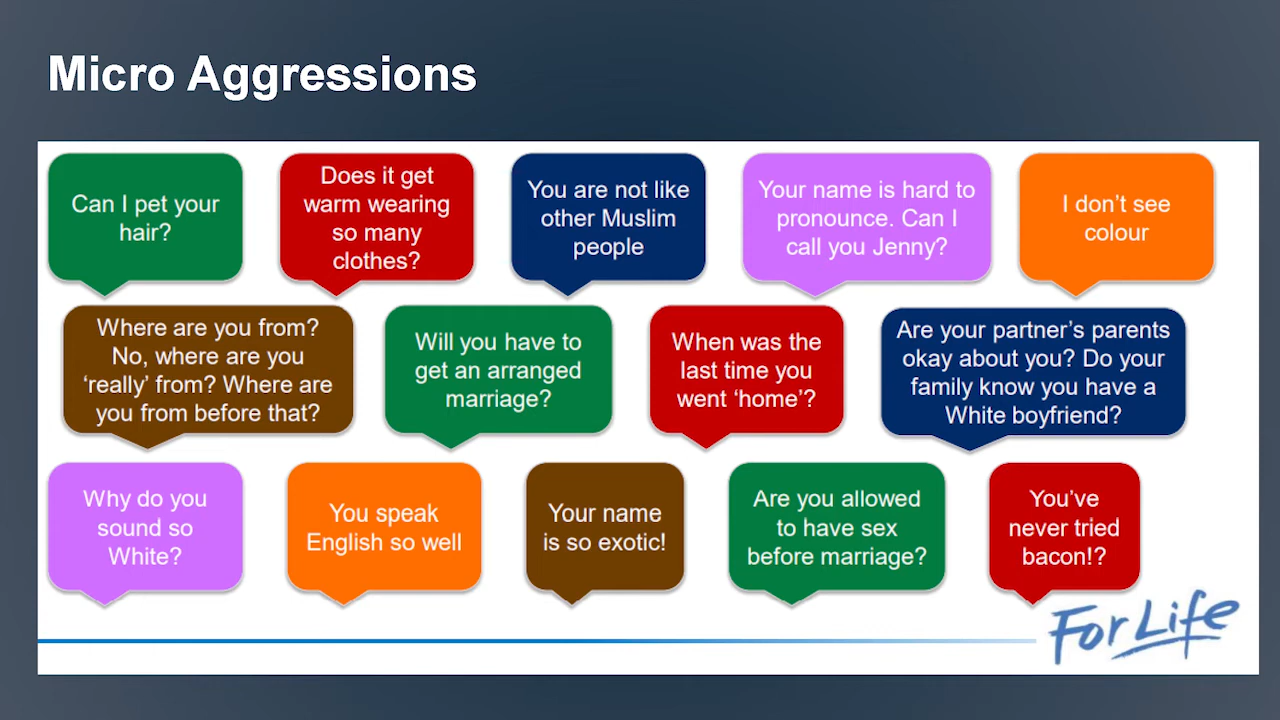 Micro Aggressions
Can I pet your
hair?
Does it get
warm wearing
so many
clothes?
You are not like
other Muslim
people
Your name is hard to
pronounce. Can I
call you Jenny?
I don’t see
colour
Where are you from?
No, where are you
‘really’ from? Where are
you from before that?
Will you have to
get an arranged
marriage?
When was the
last time you
went ‘home’?
Are your partner’s parents
okay about you? Do your
family know you have a
White boyfriend?
Why do you
sound so
White?
You speak
English so well
Your name
is so exotic!
Are you allowed
to have sex
before marriage?
You’ve
never tried
bacon!?
For Life